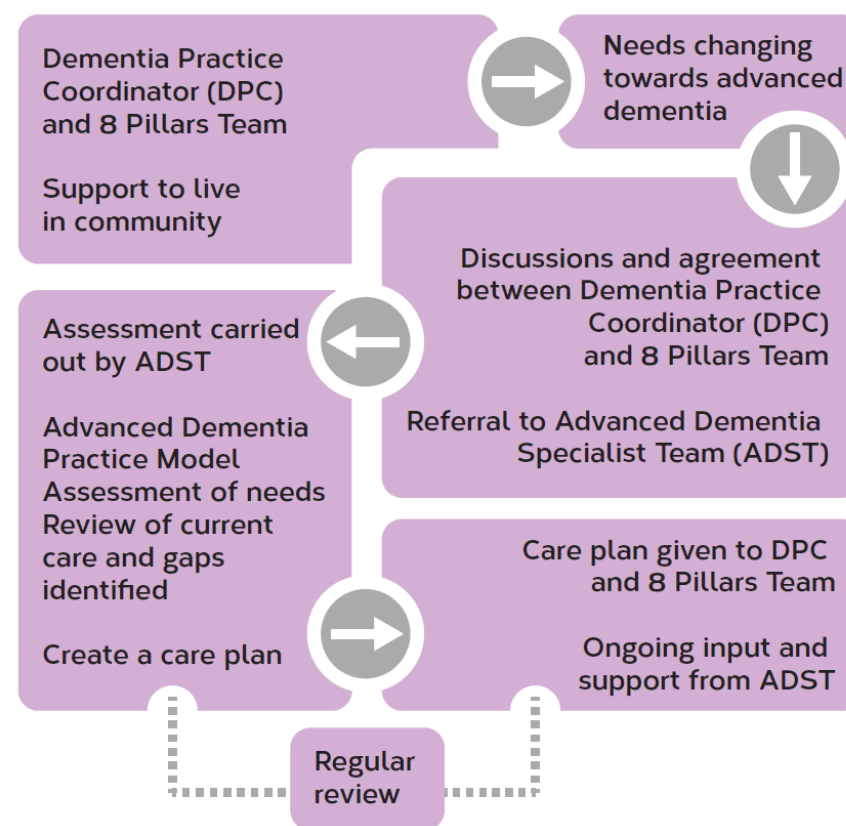 Dementia Practice
Coordinator (DPC)
and 8 Pillars Team
Support to live
in community
Needs changing
towards advanced
dementia
Discussions and agreement
between Dementia Practice
Coordinator (DPC)
and 8 Pillars Team
Referral to Advanced Dementia
Specialist Team (ADST)
Assessment carried
out by ADST
Advanced Dementia
Practice Model
Assessment of needs
Review of current
care and gaps
identified
Create a care plan
Care plan given to DPC
and 8 Pillars Team
Ongoing input and
support from ADST
Regular
review